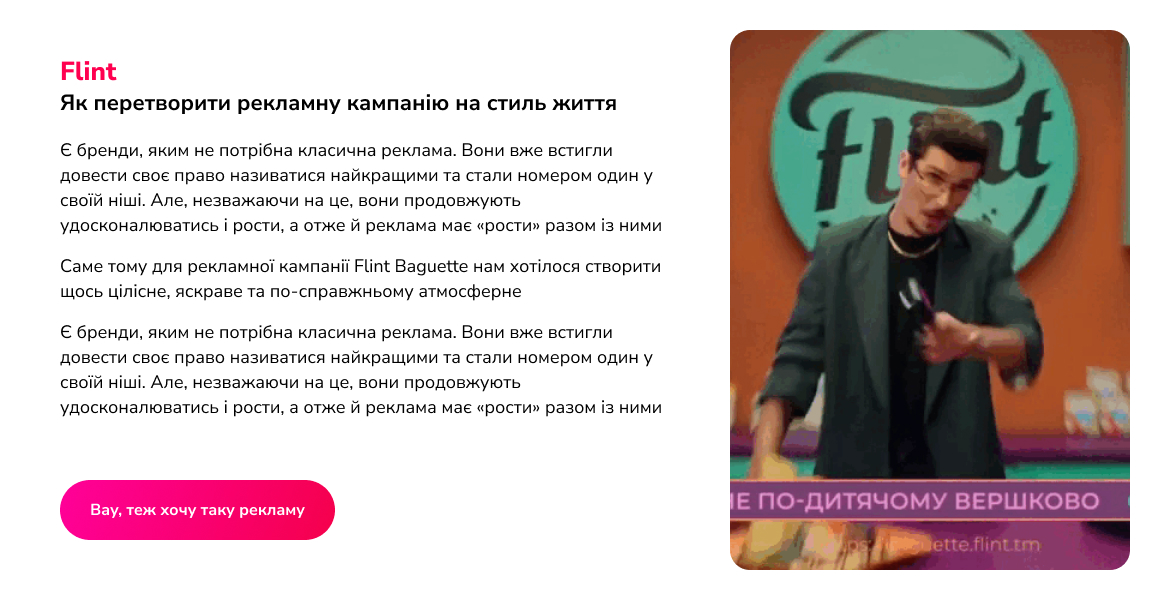 Flint
Як перетворити рекламну кампанію на стиль життя
Є бренди, яким не потрібна класична реклама. Вони вже встигли
довести своє право називатися найкращими та стали номером один у
своїй ніші. Але, незважаючи на це, вони продовжують
удосконалюватись і рости, а отже й реклама має «рости» разом із ними
Саме тому для рекламної кампанії Flint Baguette нам хотілося створити
щось цілісне, яскраве та по-справжньому атмосферне
Є бренди, яким не потрібна класична реклама. Вони вже встигли
довести своє право називатися найкращими та стали номером один у
своїй ніші. Але, незважаючи на це, вони продовжують
удосконалюватись і рости, а отже й реклама має «рости» разом із ними
Вау, теж хочу таку рекламу
flint
ПО-ДИТЯЧОМУ ВЕРШКОВО